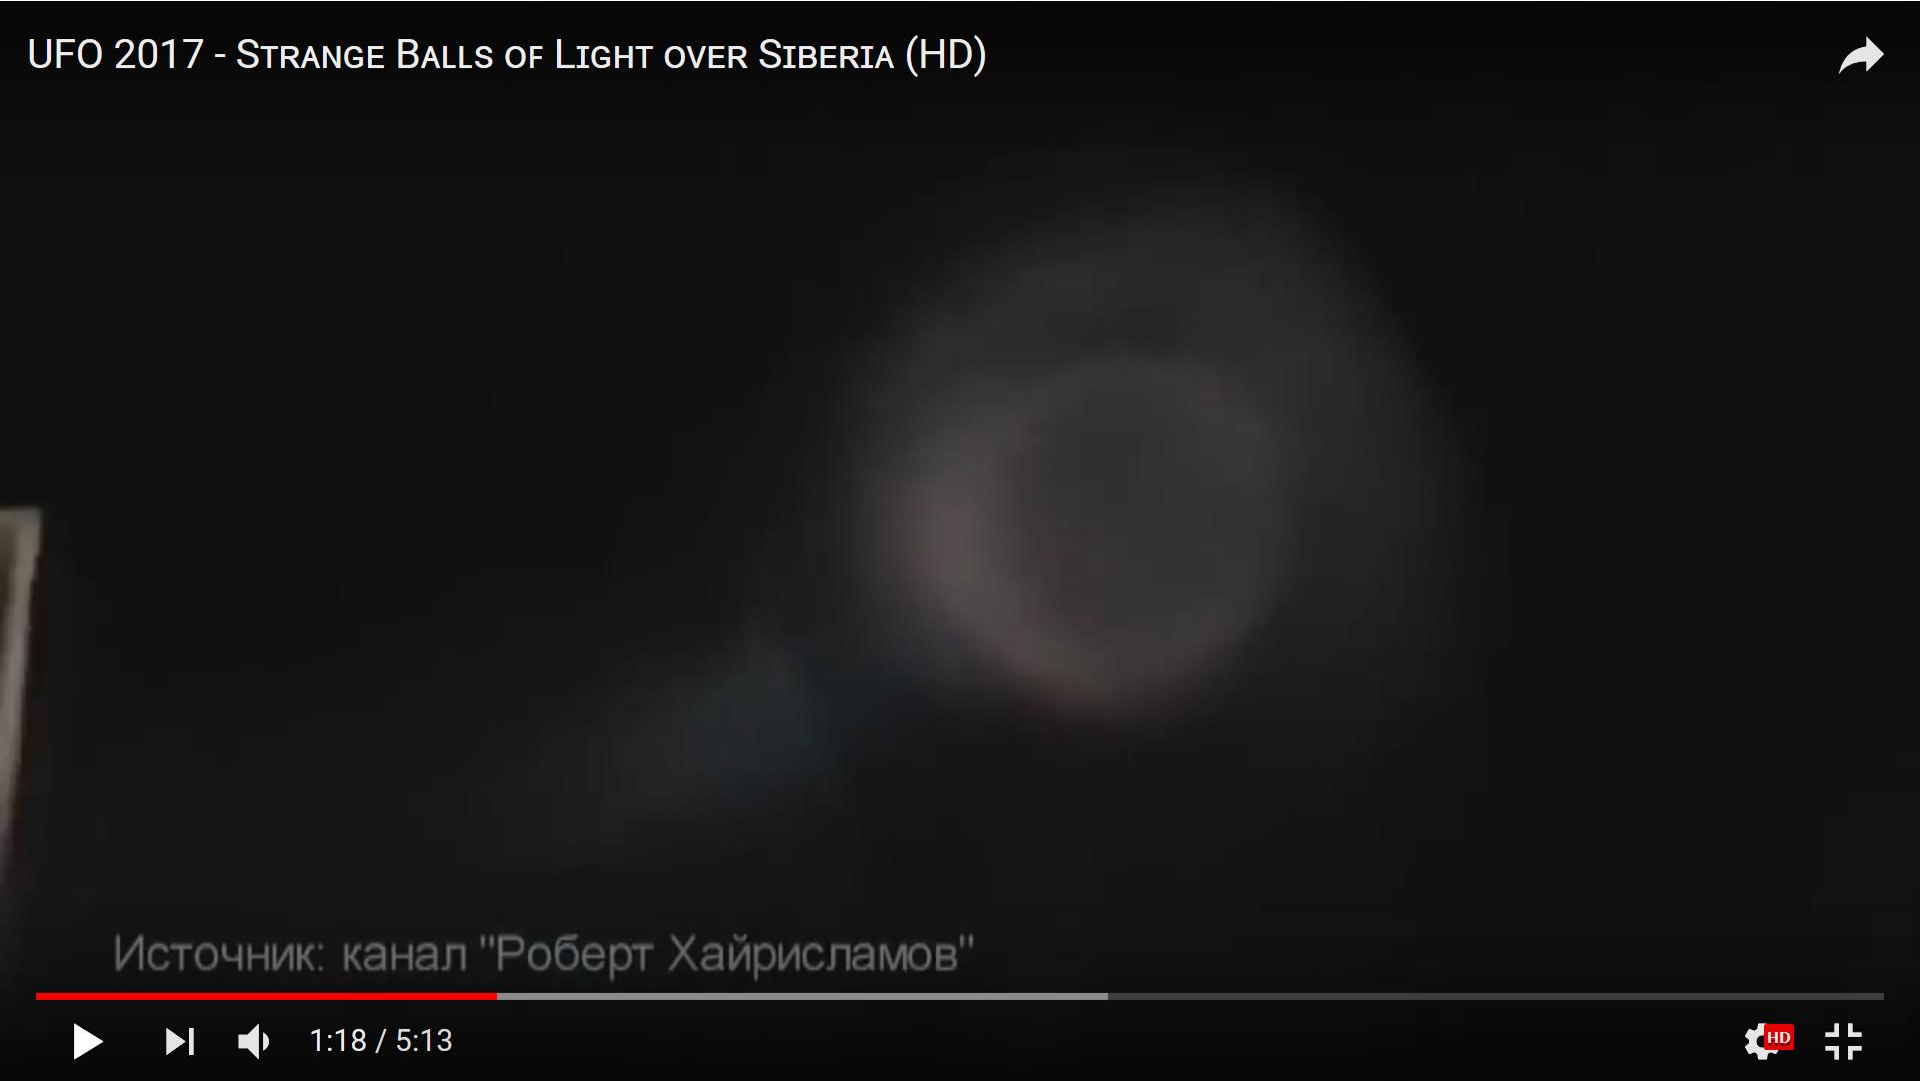 UFO 2017 - Strange Balls of Light over Siberia (HD)
Источник: канал "Роберт Хайрисламов"
1:18 / 5:13
HD